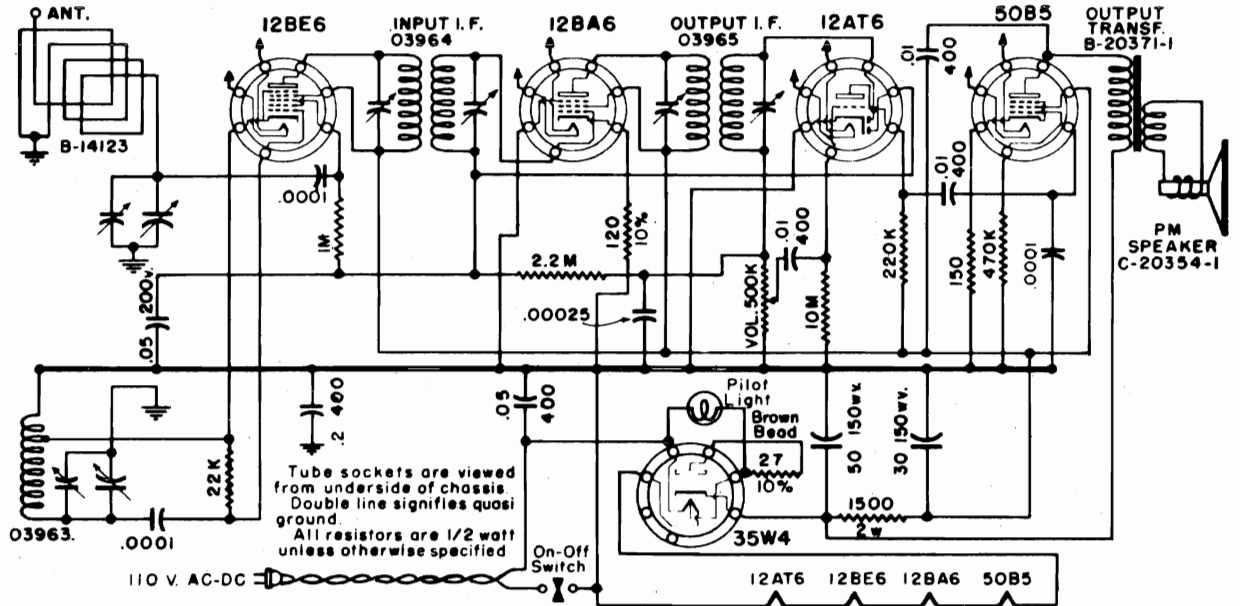 ANT.
12BE6
INPUT I.F.
03964
12BA6
OUTPUT I.F.
03965
12AT6
50B5
OUTPUT
TRANSF.
B-20371-1
.01
400
B-14123
.0001
1M
120
10%
.01
400
.01
400
220K
150
470K
.0001
PM
SPEAKER
C-20354-1
2.2M
.05 200v.
.00025
VOL. 500K
10M
.2 400
.05
400
Pilot
Light
Brown
Bead
27
10%
50 150wv.
30 150wv.
22K
Tube sockets are viewed
from underside of chassis.
Double line signifies quasi
ground.
All resistors are 1/2 watt
unless otherwise specified
03963.
.0001
1500
2w
35W4
On-Off
Switch
110 V. AC-DC
12AT6
12BE6
12BA6
50B5